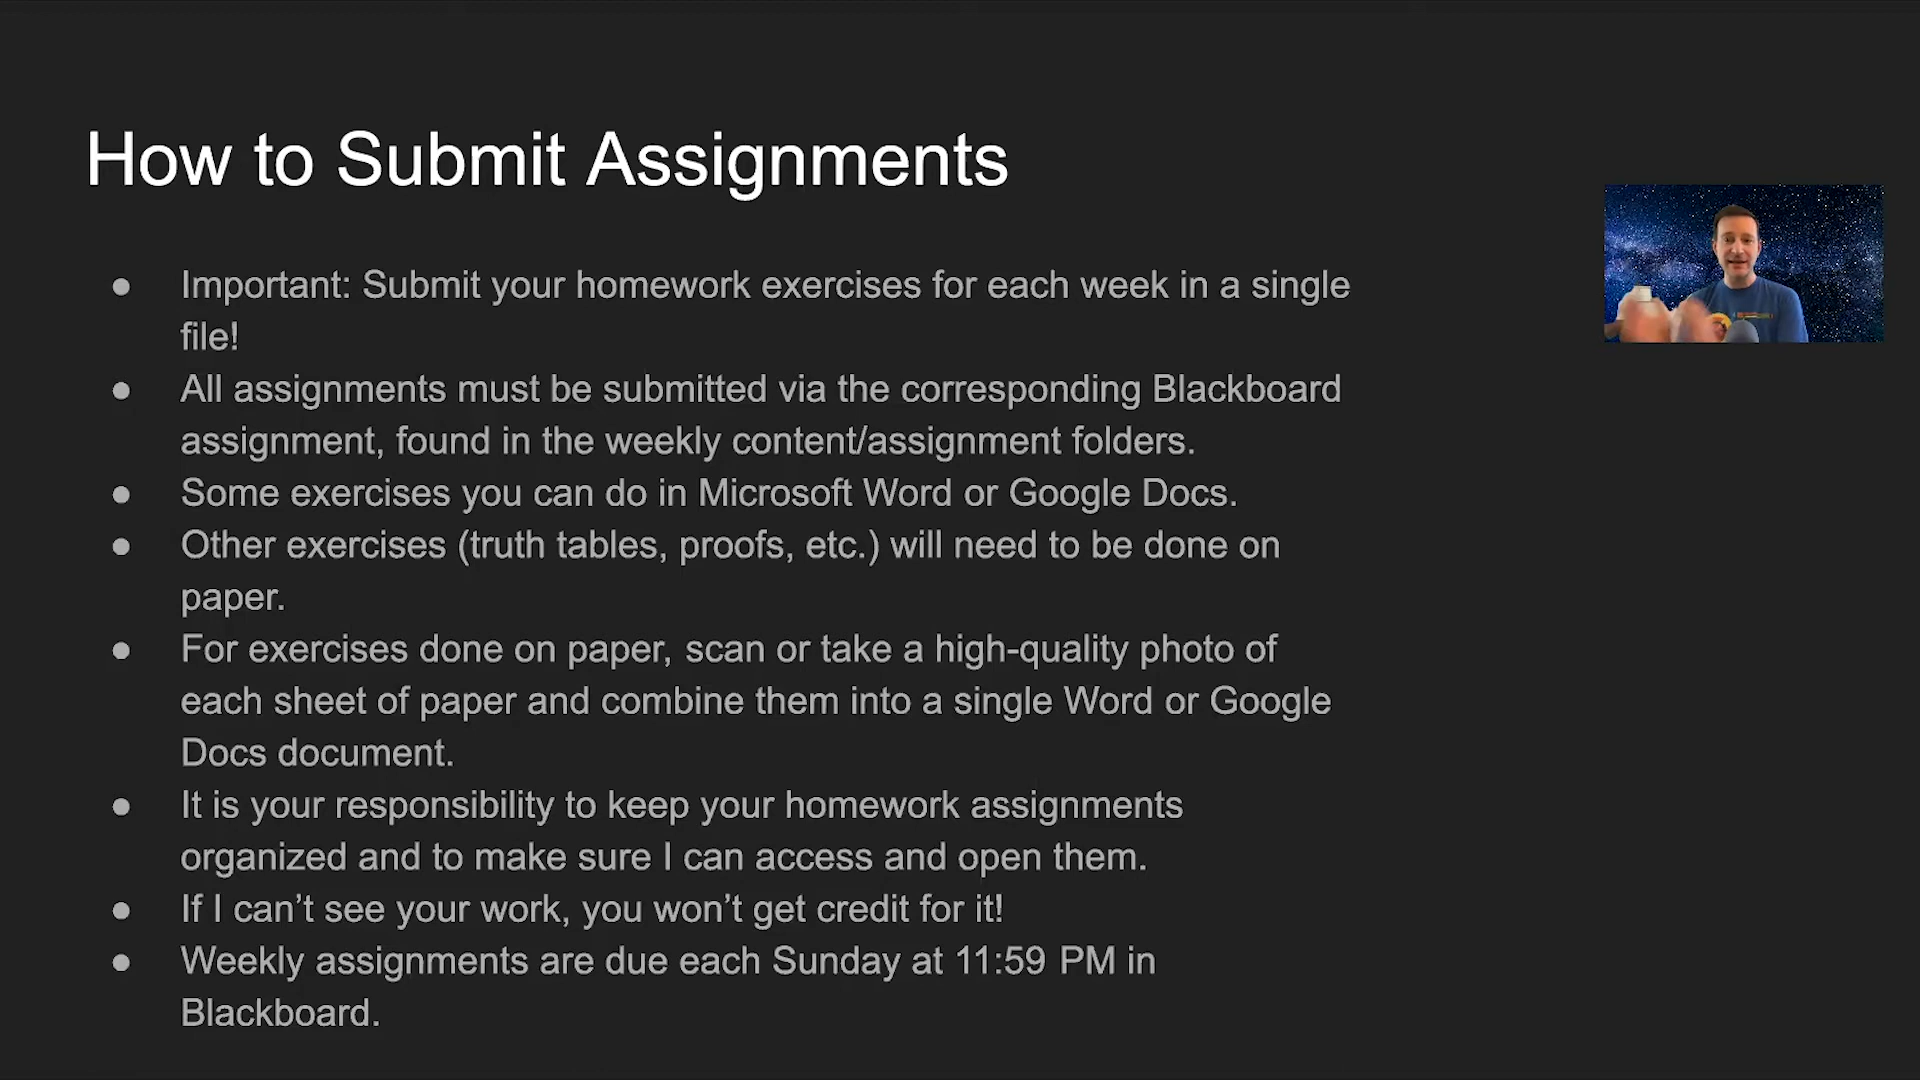 How to Submit Assignments
● Important: Submit your homework exercises for each week in a single
file!
● All assignments must be submitted via the corresponding Blackboard
assignment, found in the weekly content/assignment folders.
● Some exercises you can do in Microsoft Word or Google Docs.
● Other exercises (truth tables, proofs, etc.) will need to be done on
paper.
● For exercises done on paper, scan or take a high-quality photo of
each sheet of paper and combine them into a single Word or Google
Docs document.
● It is your responsibility to keep your homework assignments
organized and to make sure I can access and open them.
● If I can’t see your work, you won’t get credit for it!
● Weekly assignments are due each Sunday at 11:59 PM in
Blackboard.